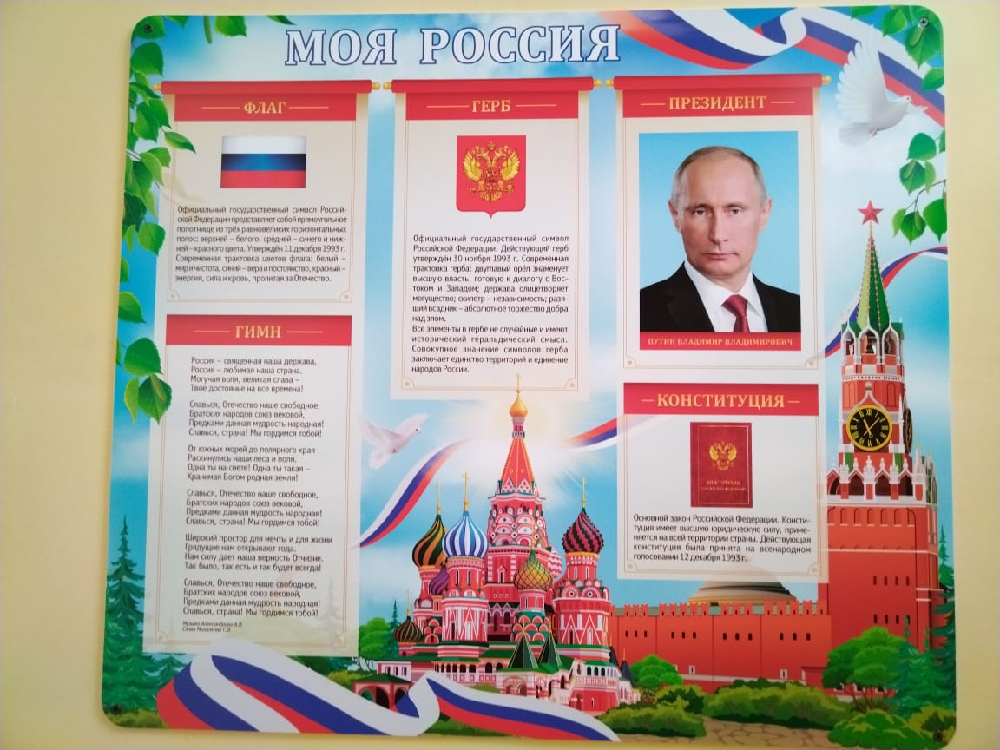 МОЯ РОССИЯ
ФЛАГ
Официальный государственный символ Россий-
ской Федерации представляет собой прямоугольное
полотнище из трёх равновеликих горизонтальных
полос: верхней – белого, средней – синего и ниж-
ней – красного цвета. Утверждён 11 декабря 1993 г.
Современная трактовка цветов флага: белый –
мир и чистота, синий – вера и постоянство, красный –
энергия, сила и кровь, пролитая за Отечество.
ГИМН
Россия – священная наша держава,
Россия – любимая наша страна.
Могучая воля, великая слава –
Твое достоянье на все времена!
Славься, Отечество наше свободное,
Братских народов союз вековой,
Предками данная мудрость народная!
Славься, страна! Мы гордимся тобой!
От южных морей до полярного края
Раскинулись наши леса и поля.
Одна ты на свете! Одна ты такая –
Хранимая Богом родная земля!
Славься, Отечество наше свободное,
Братских народов союз вековой,
Предками данная мудрость народная!
Славься, страна! Мы гордимся тобой!
Широкий простор для мечты и для жизни
Грядущие нам открывают года.
Нам силу дает наша верность Отчизне.
Так было, так есть и так будет всегда!
Славься, Отечество наше свободное,
Братских народов союз вековой,
Предками данная мудрость народная!
Славься, страна! Мы гордимся тобой!
Музыка Александрова А.В.
Слова Михалкова С.В.
ГЕРБ
Официальный государственный символ
Российской Федерации. Действующий герб
утверждён 30 ноября 1993 г. Современная
трактовка герба: двуглавый орёл знаменует
высшую власть, готовую к диалогу с Вос-
током и Западом; держава олицетворяет
могущество; скипетр – независимость; разя-
щий всадник – абсолютное торжество добра
над злом.
Все элементы в гербе не случайные и имеют
исторический геральдический смысл.
Совокупное значение символов герба
заключает единство территорий и единение
народов России.
ПРЕЗИДЕНТ
ПУТИН ВЛАДИМИР ВЛАДИМИРОВИЧ
КОНСТИТУЦИЯ
КОНСТИТУЦИЯ
РОССИЙСКОЙ ФЕДЕРАЦИИ
Основной закон Российской Федерации. Консти-
туция имеет высшую юридическую силу, приме-
няется на всей территории страны. Действующая
конституция была принята на всенародном
голосовании 12 декабря 1993 г.